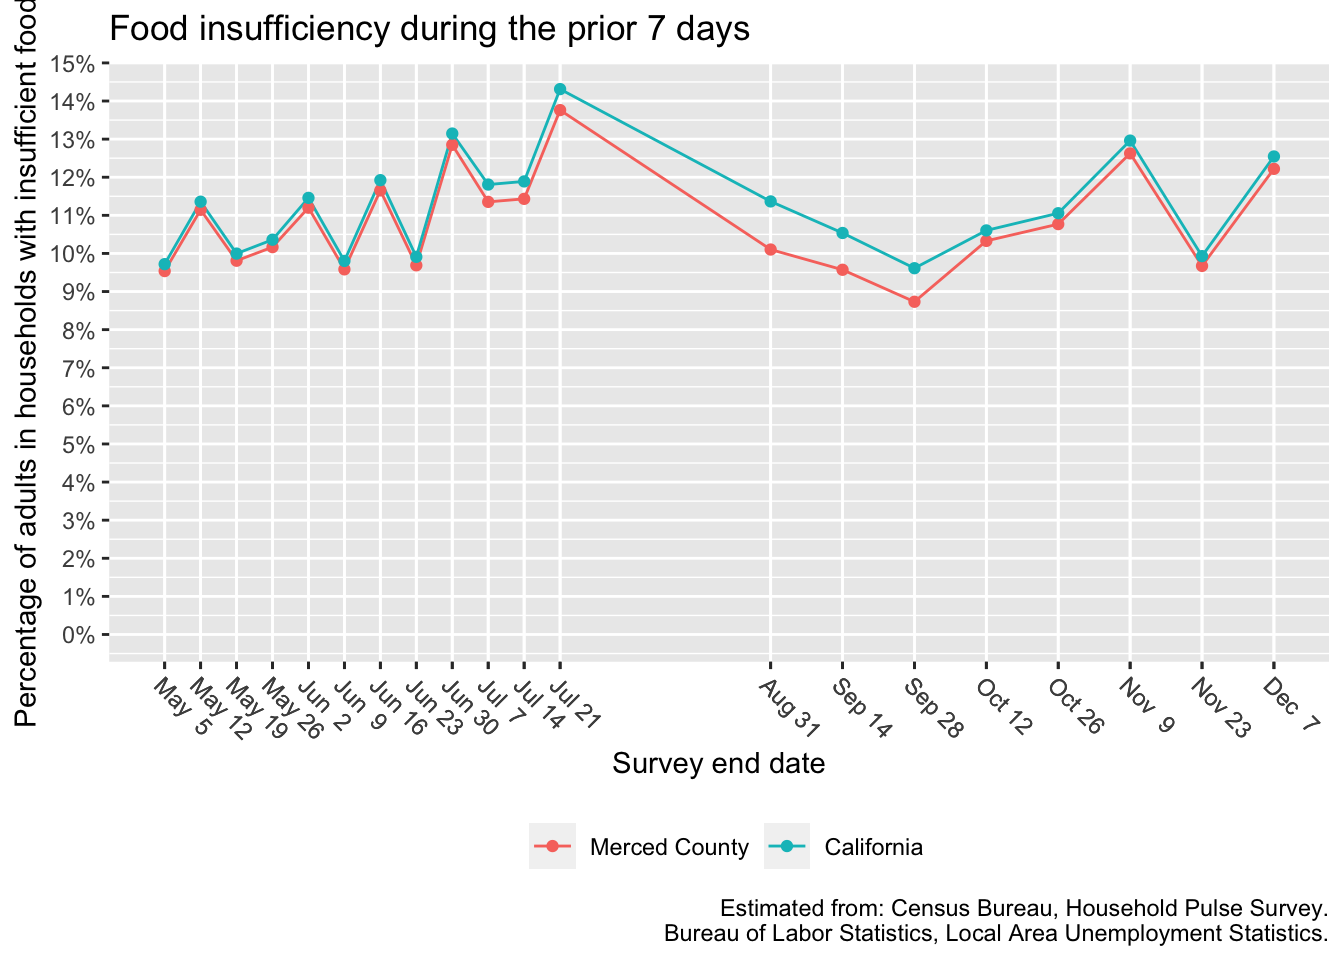 Food insufficiency during the prior 7 days
Percentage of adults in households with insufficient food
15%
14%
13%
12%
11%
10%
9%
8%
7%
6%
5%
4%
3%
2%
1%
0%
May 5
May 12
May 19
May 26
Jun 2
Jun 9
Jun 16
Jun 23
Jun 30
Jul 7
Jul 14
Jul 21
Aug 31
Sep 14
Sep 28
Oct 12
Oct 26
Nov 9
Nov 23
Dec 7
Survey end date
Merced County
California
Estimated from: Census Bureau, Household Pulse Survey.
Bureau of Labor Statistics, Local Area Unemployment Statistics.